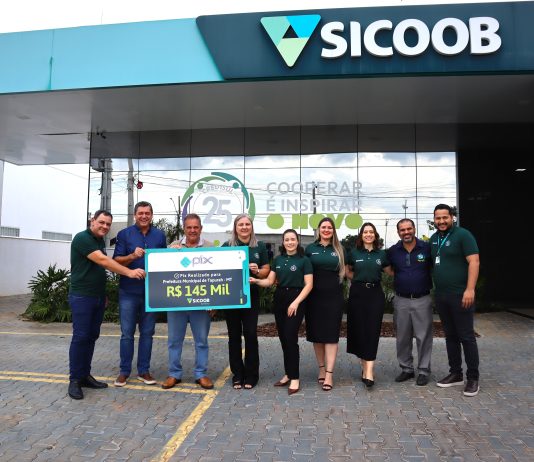 SICOOB
25
COOPERAR
É INSPIRAR
O NOVO
pix
Pix Realizado para
Prefeitura Municipal de Tapurah - MT
R$ 145 Mil
SICOOB